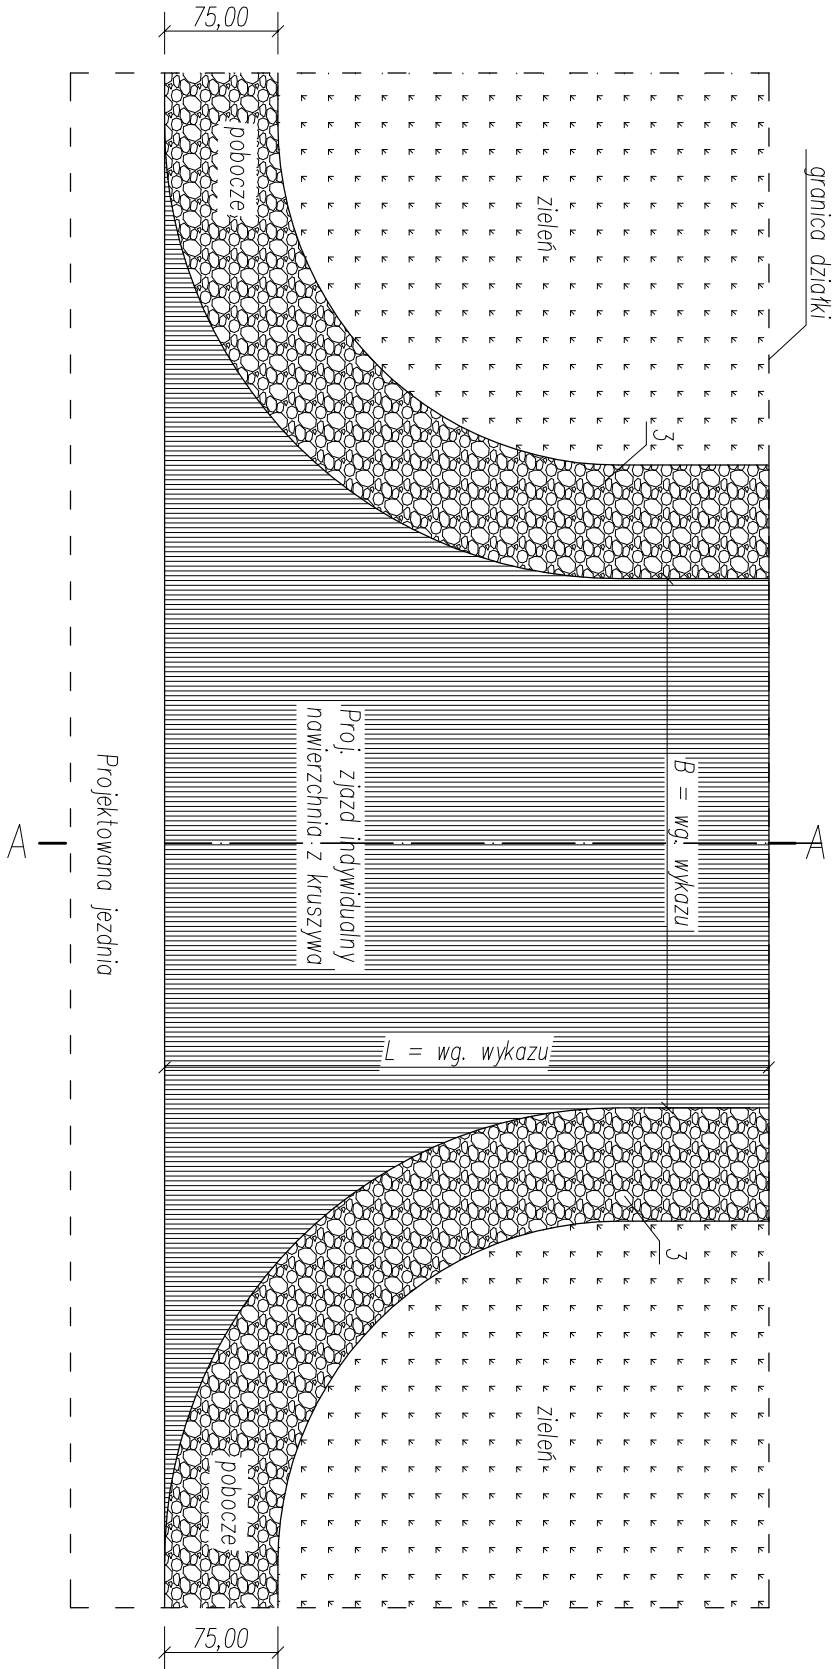 75,00
granica działki
pobocze
zieleń
3
Proj. zjazd indywidualny
nawierzchnia z kruszywa
B = wg. wykazu
A
A
Projektowana jezdnia
L = wg. wykazu
3
zieleń
pobocze
75,00